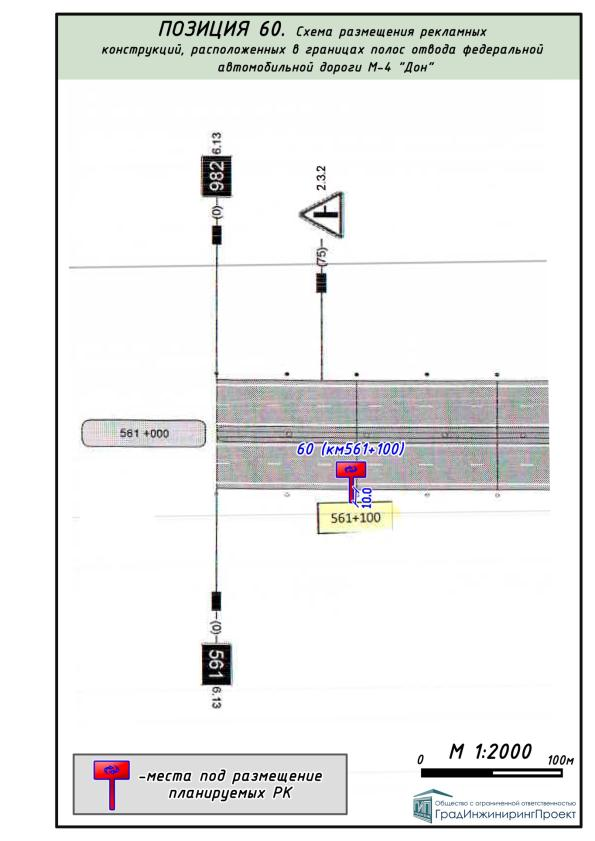 ПОЗИЦИЯ 60. Схема размещения рекламных
конструкций, расположенных в границах полос отвода федеральной
автомобильной дороги М-4 "Дон"
982 6.13
(0)
2.3.2
(75)
561 +000
60 (км561+100)
10.0
561+100
(0)
561 6.13
-места под размещение
планируемых РК
М 1:2000
0 100м
Общество с ограниченной ответственностью
ГрадИнжинирингПроект